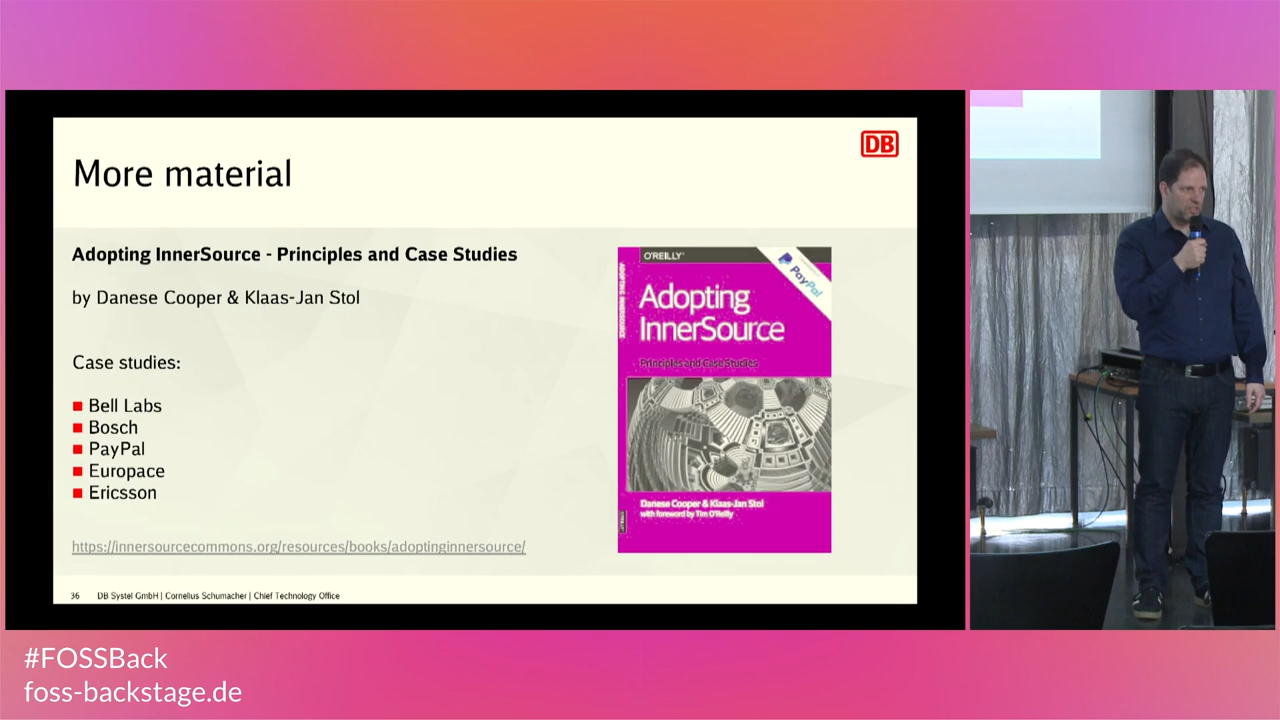 DB
More material
Adopting InnerSource - Principles and Case Studies
by Danese Cooper & Klaas-Jan Stol
Case studies:
Bell Labs
Bosch
PayPal
Europace
Ericsson
https://innersourcecommons.org/resources/books/adoptinginnersource/
36 DB Systel GmbH | Cornelius Schumacher | Chief Technology Office
O'REILLY®
PayPal
Adopting
InnerSource
Principles and Case Studies
Danese Cooper & Klaas-Jan Stol
with foreword by Tim O'Reilly
#FOSSBack
foss-backstage.de